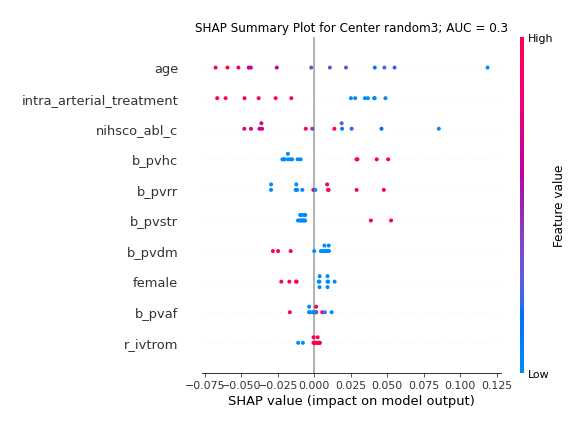 SHAP Summary Plot for Center random3; AUC = 0.3
High
age
intra_arterial_treatment
nihsco_abl_c
b_pvhc
b_pvrr
b_pvstr
b_pvdm
female
b_pvaf
r_ivtrom
Feature value
Low
−0.075 −0.050 −0.025 0.000 0.025 0.050 0.075 0.100 0.125
SHAP value (impact on model output)